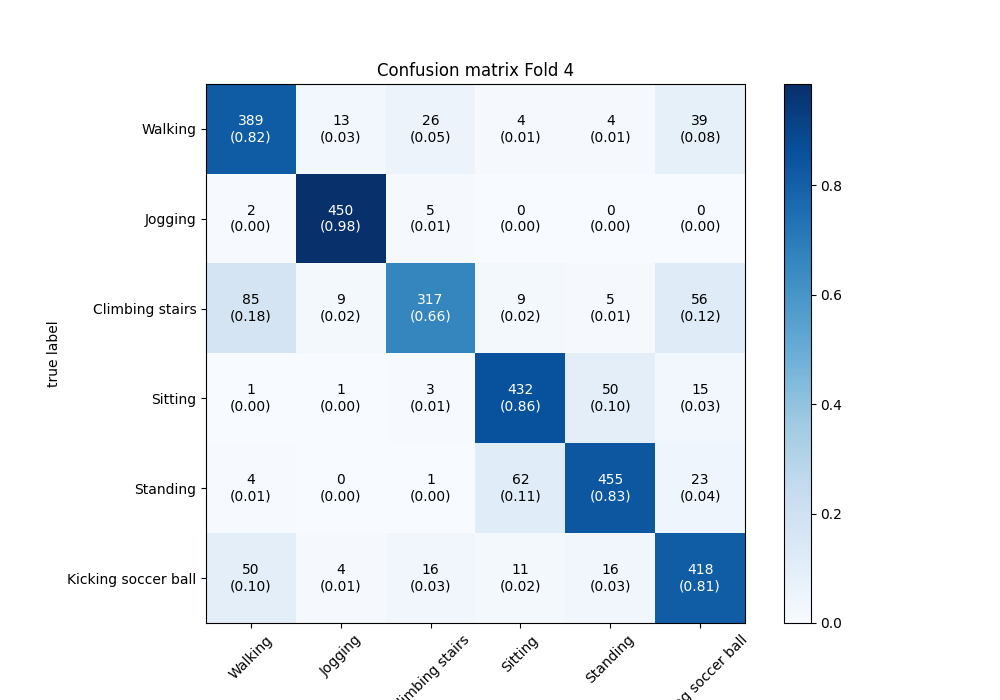 Confusion matrix Fold 4
true label
Walking
389 13 26 4 4 39
(0.82) (0.03) (0.05) (0.01) (0.01) (0.08)
Jogging
2 450 5 0 0 0
(0.00) (0.98) (0.01) (0.00) (0.00) (0.00)
Climbing stairs
85 9 317 9 5 56
(0.18) (0.02) (0.66) (0.02) (0.01) (0.12)
Sitting
1 1 3 432 50 15
(0.00) (0.00) (0.01) (0.86) (0.10) (0.03)
Standing
4 0 1 62 455 23
(0.01) (0.00) (0.00) (0.11) (0.83) (0.04)
Kicking soccer ball
50 4 16 11 16 418
(0.10) (0.01) (0.03) (0.02) (0.03) (0.81)
Walking
Jogging
limbing stairs
Sitting
Standing
g soccer ball
0.8
0.6
0.4
0.2
0.0